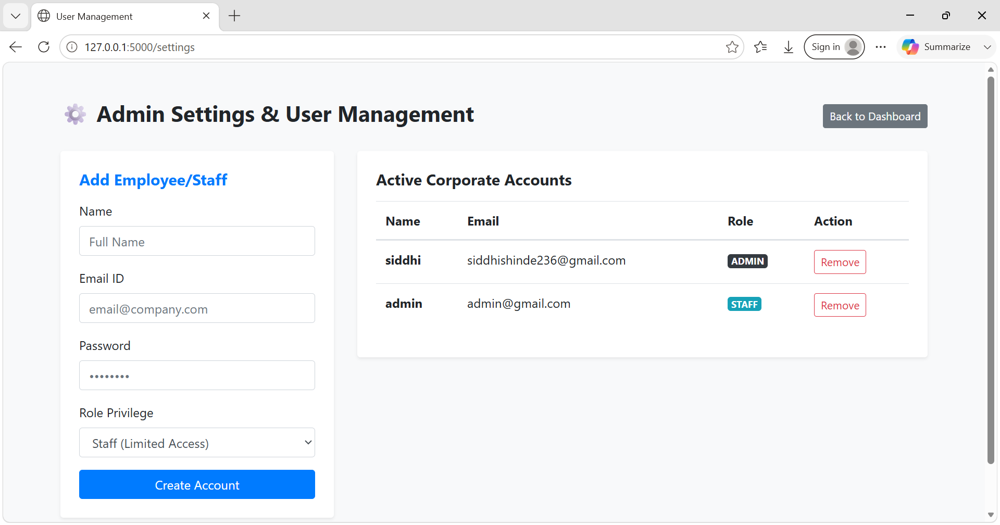 User Management
127.0.0.1:5000/settings
Sign in
Summarize
Admin Settings & User Management
Back to Dashboard
Add Employee/Staff
Name
Full Name
Email ID
email@company.com
Password
••••••••
Role Privilege
Staff (Limited Access)
Create Account
Active Corporate Accounts
Name Email Role Action
siddhi siddhishinde236@gmail.com ADMIN Remove
admin admin@gmail.com STAFF Remove